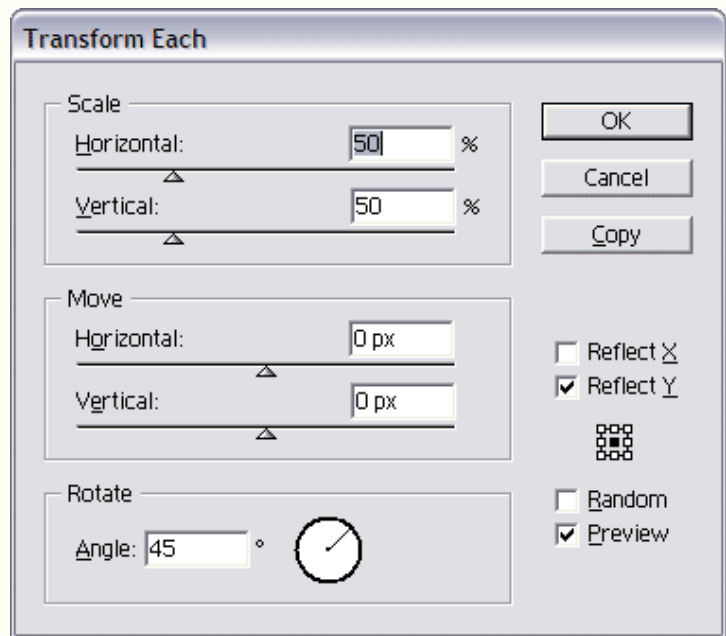 Transform Each
Scale
Horizontal: 50 %
Vertical: 50 %
OK
Cancel
Copy
Move
Horizontal: 0 px
Vertical: 0 px
Reflect X
Reflect Y
Rotate
Angle: 45 °
Random
Preview